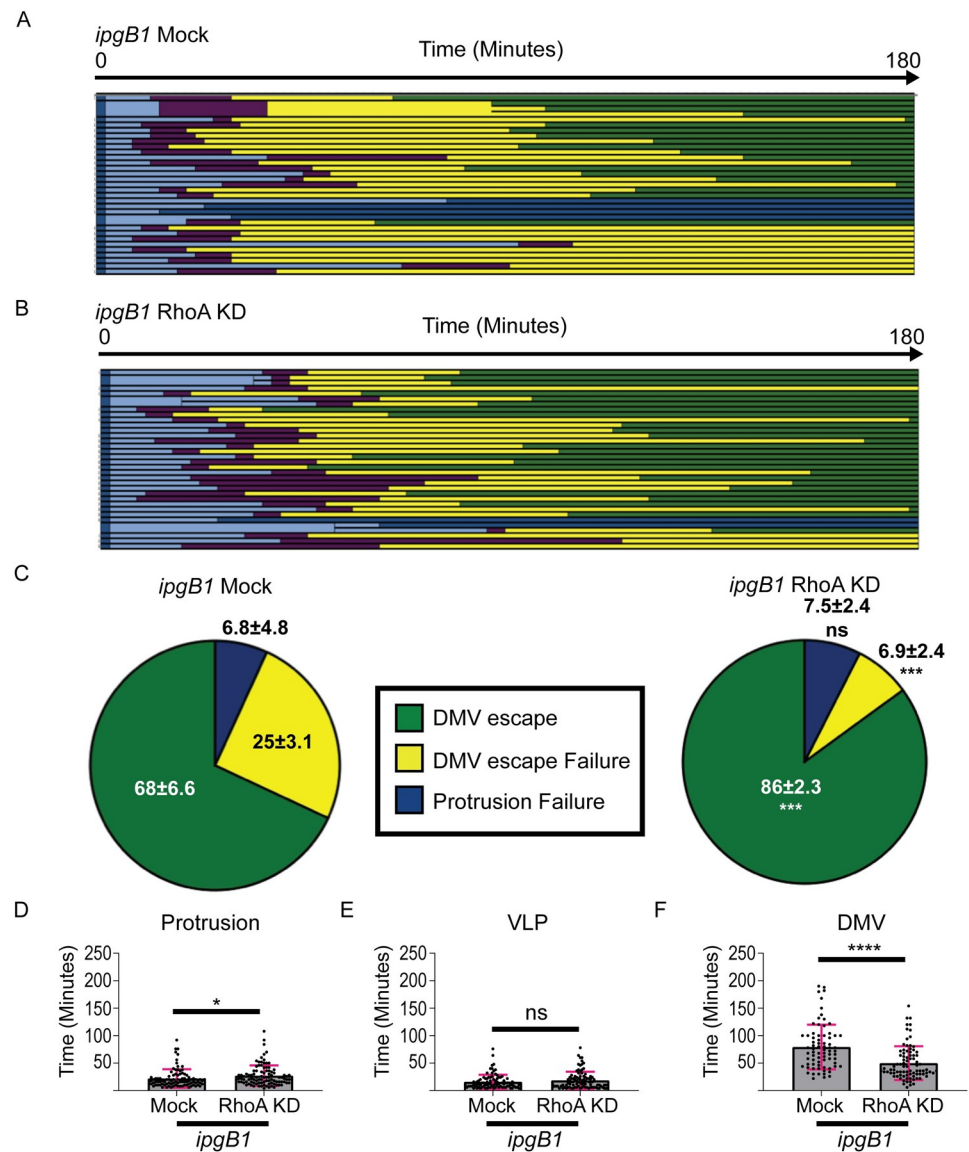 A
ipgB1 Mock
Time (Minutes)
0
180
B
ipgB1 RhoA KD
Time (Minutes)
0
180
C
ipgB1 Mock
6.8±4.8
25±3.1
68±6.6
DMV escape
DMV escape Failure
Protrusion Failure
ipgB1 RhoA KD
7.5±2.4
ns
6.9±2.4
***
86±2.3
***
D
Protrusion
Time (Minutes)
250
200
150
100
50
*
Mock
RhoA KD
ipgB1
E
VLP
Time (Minutes)
250
200
150
100
50
ns
Mock
RhoA KD
ipgB1
F
DMV
Time (Minutes)
250
200
150
100
50
****
Mock
RhoA KD
ipgB1